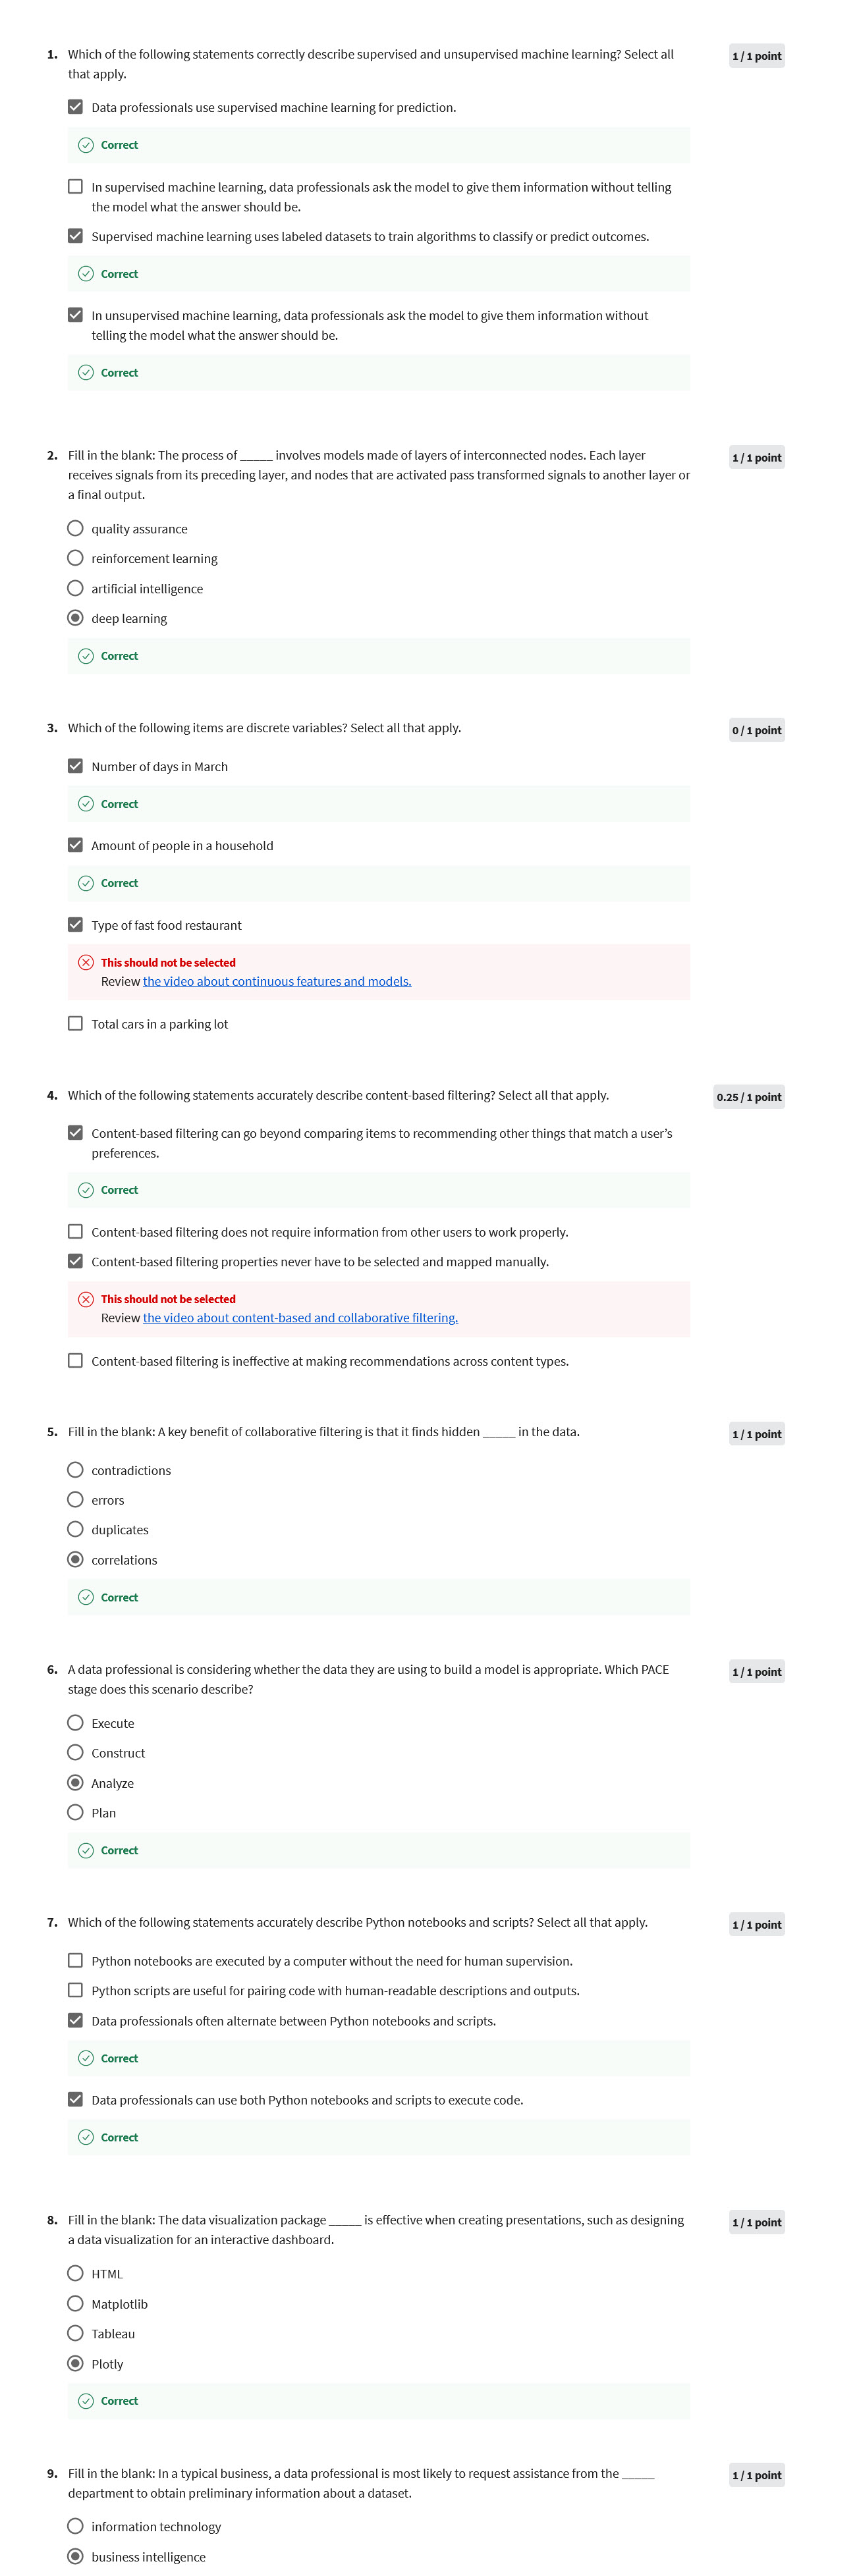 1. Which of the following statements correctly describe supervised and unsupervised machine learning? Select all
that apply.
1 / 1 point
Data professionals use supervised machine learning for prediction.
Correct
In supervised machine learning, data professionals ask the model to give them information without telling
the model what the answer should be.
Supervised machine learning uses labeled datasets to train algorithms to classify or predict outcomes.
Correct
In unsupervised machine learning, data professionals ask the model to give them information without
telling the model what the answer should be.
Correct
2. Fill in the blank: The process of _____ involves models made of layers of interconnected nodes. Each layer
receives signals from its preceding layer, and nodes that are activated pass transformed signals to another layer or
a final output.
1 / 1 point
quality assurance
reinforcement learning
artificial intelligence
deep learning
Correct
3. Which of the following items are discrete variables? Select all that apply.
0 / 1 point
Number of days in March
Correct
Amount of people in a household
Correct
Type of fast food restaurant
This should not be selected
Review the video about continuous features and models.
Total cars in a parking lot
4. Which of the following statements accurately describe content-based filtering? Select all that apply.
0.25 / 1 point
Content-based filtering can go beyond comparing items to recommending other things that match a user’s
preferences.
Correct
Content-based filtering does not require information from other users to work properly.
Content-based filtering properties never have to be selected and mapped manually.
This should not be selected
Review the video about content-based and collaborative filtering.
Content-based filtering is ineffective at making recommendations across content types.
5. Fill in the blank: A key benefit of collaborative filtering is that it finds hidden _____ in the data.
1 / 1 point
contradictions
errors
duplicates
correlations
Correct
6. A data professional is considering whether the data they are using to build a model is appropriate. Which PACE
stage does this scenario describe?
1 / 1 point
Execute
Construct
Analyze
Plan
Correct
7. Which of the following statements accurately describe Python notebooks and scripts? Select all that apply.
1 / 1 point
Python notebooks are executed by a computer without the need for human supervision.
Python scripts are useful for pairing code with human-readable descriptions and outputs.
Data professionals often alternate between Python notebooks and scripts.
Correct
Data professionals can use both Python notebooks and scripts to execute code.
Correct
8. Fill in the blank: The data visualization package _____ is effective when creating presentations, such as designing
a data visualization for an interactive dashboard.
1 / 1 point
HTML
Matplotlib
Tableau
Plotly
Correct
9. Fill in the blank: In a typical business, a data professional is most likely to request assistance from the _____
department to obtain preliminary information about a dataset.
1 / 1 point
information technology
business intelligence